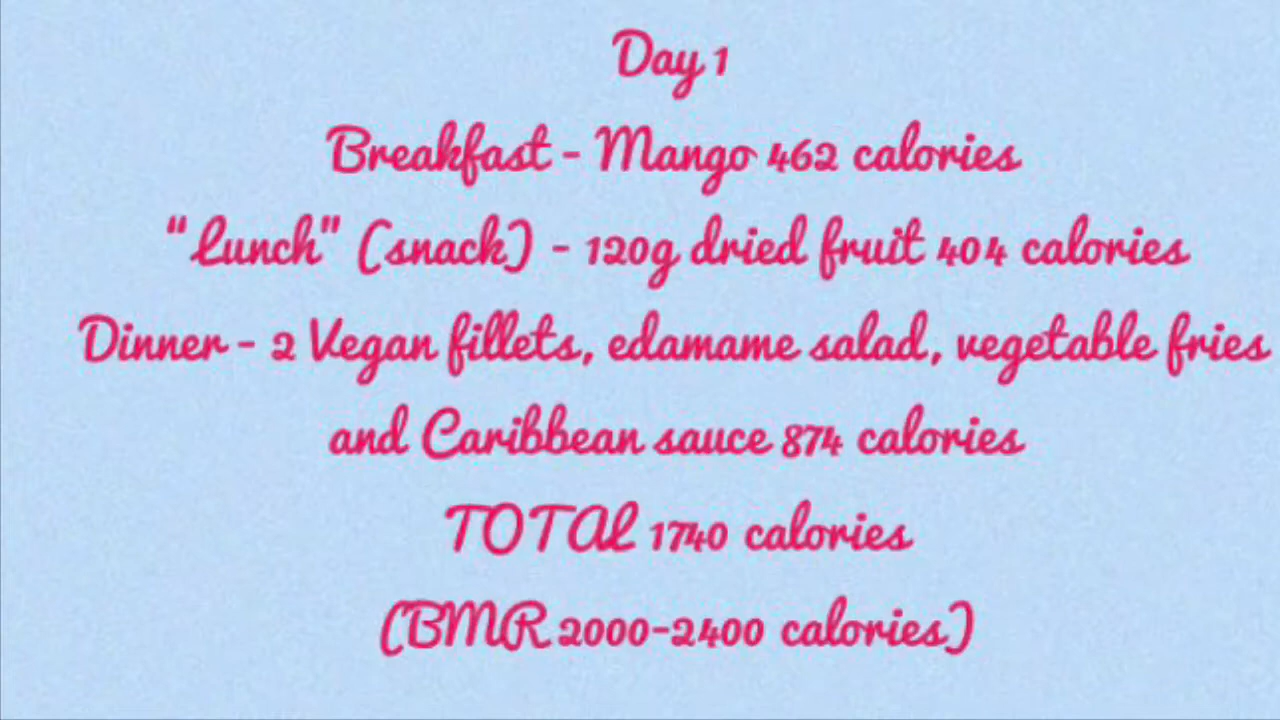 Day 1
Breakfast - Mango 462 calories
“Lunch” (snack) - 120g dried fruit 404 calories
Dinner - 2 Vegan fillets, edamame salad, vegetable fries
and Caribbean sauce 874 calories
TOTAL 1740 calories
(BMR 2000-2400 calories)